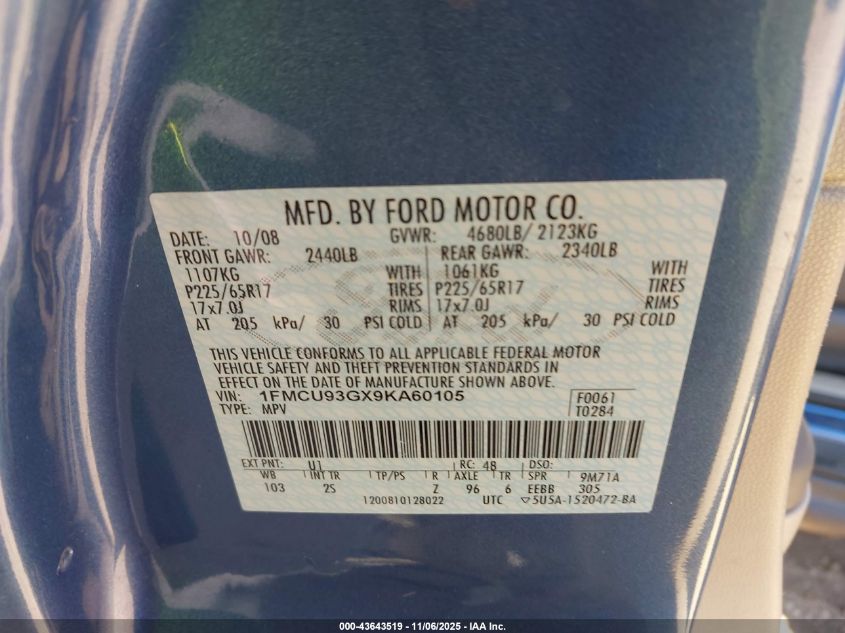 MFD. BY FORD MOTOR CO.
DATE: 10/08 GVWR: 4680LB/ 2123KG
FRONT GAWR: 2440LB REAR GAWR: 2340LB
1107KG WITH 1061KG WITH
P225/65R17 TIRES P225/65R17 TIRES
17x7.0J RIMS 17x7.0J RIMS
AT 205 kPa/ 30 PSI COLD AT 205 kPa/ 30 PSI COLD
THIS VEHICLE CONFORMS TO ALL APPLICABLE FEDERAL MOTOR
VEHICLE SAFETY AND THEFT PREVENTION STANDARDS IN
EFFECT ON THE DATE OF MANUFACTURE SHOWN ABOVE.
VIN: 1FMCU93GX9KA60105 F0061
TYPE: MPV T0284
EXT PNT: U1 RC: 48 DSO:
WB INT TR TP/PS R AXLE TR SPR 9M71A
103 2S Z 96 6 EEBB 305
120081012B022 UTC ▽5U5A-1520472-BA
000-43643519 - 11/06/2025 - IAA Inc.